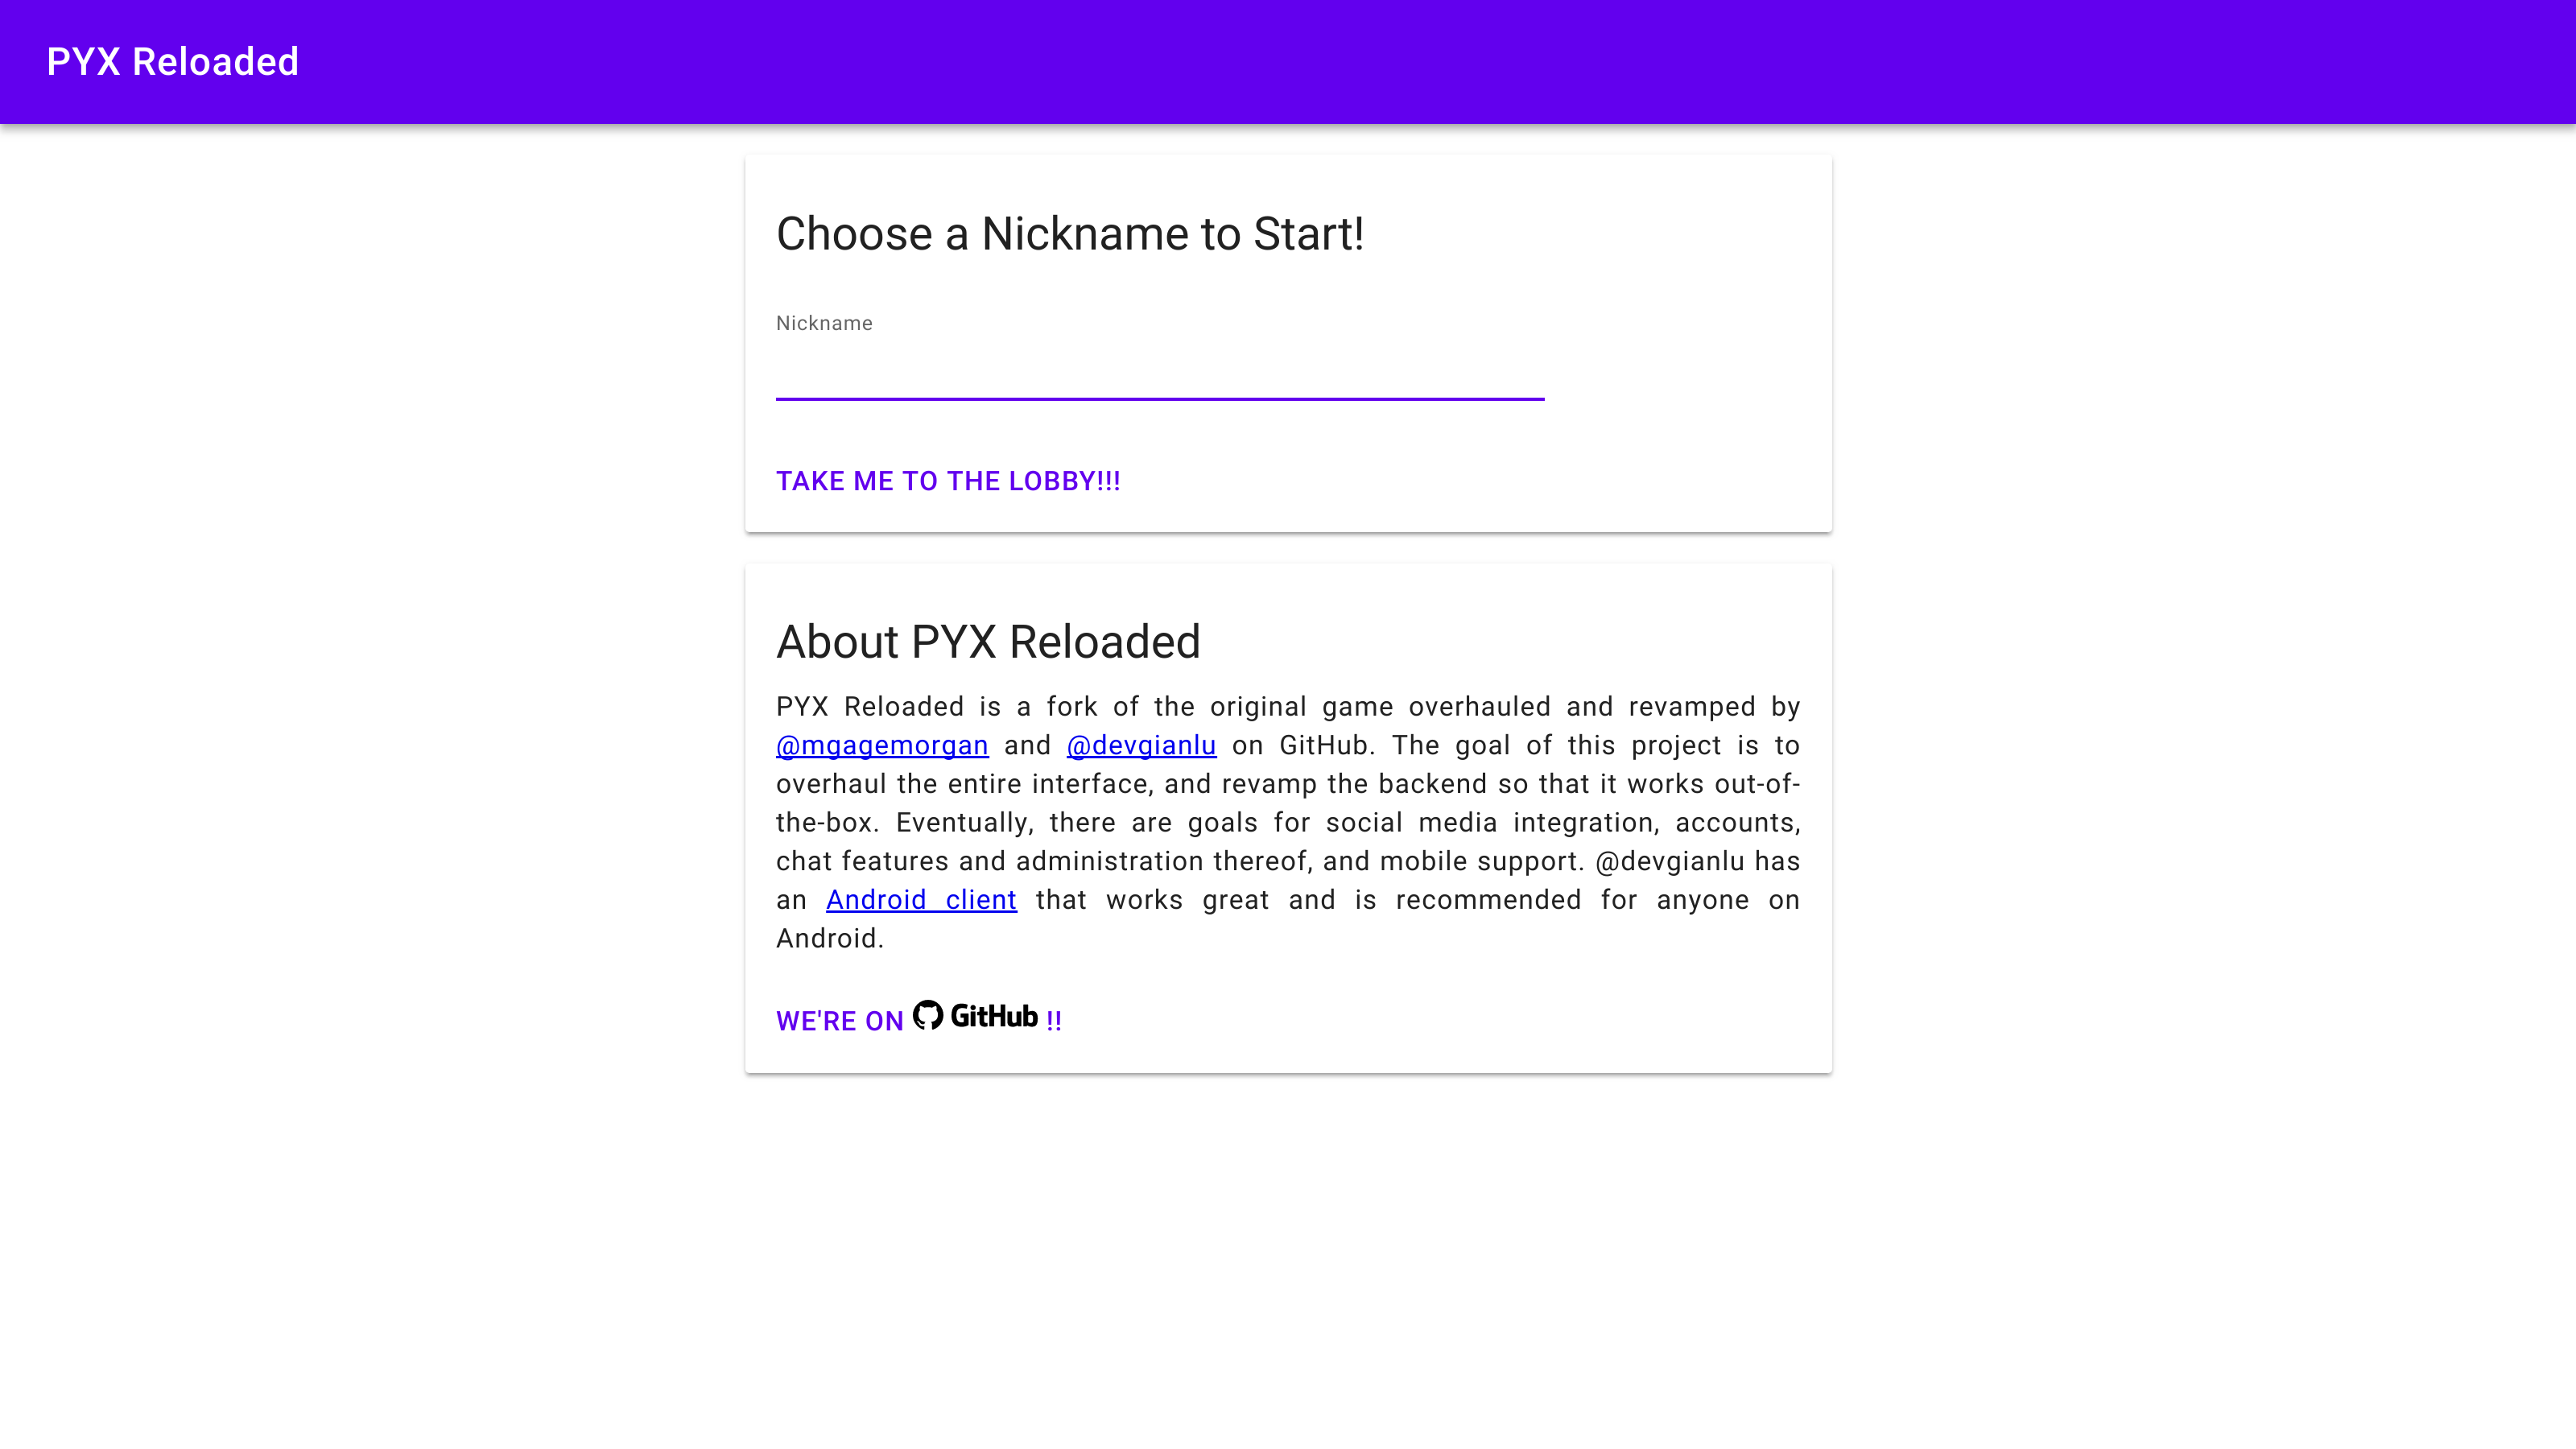 PYX Reloaded
Choose a Nickname to Start!
Nickname
TAKE ME TO THE LOBBY!!!
About PYX Reloaded
PYX Reloaded is a fork of the original game overhauled and revamped by
@mgagemorgan and @devgianlu on GitHub. The goal of this project is to
overhaul the entire interface, and revamp the backend so that it works out-of-
the-box. Eventually, there are goals for social media integration, accounts,
chat features and administration thereof, and mobile support. @devgianlu has
an Android client that works great and is recommended for anyone on
Android.
WE'RE ON GitHub !!